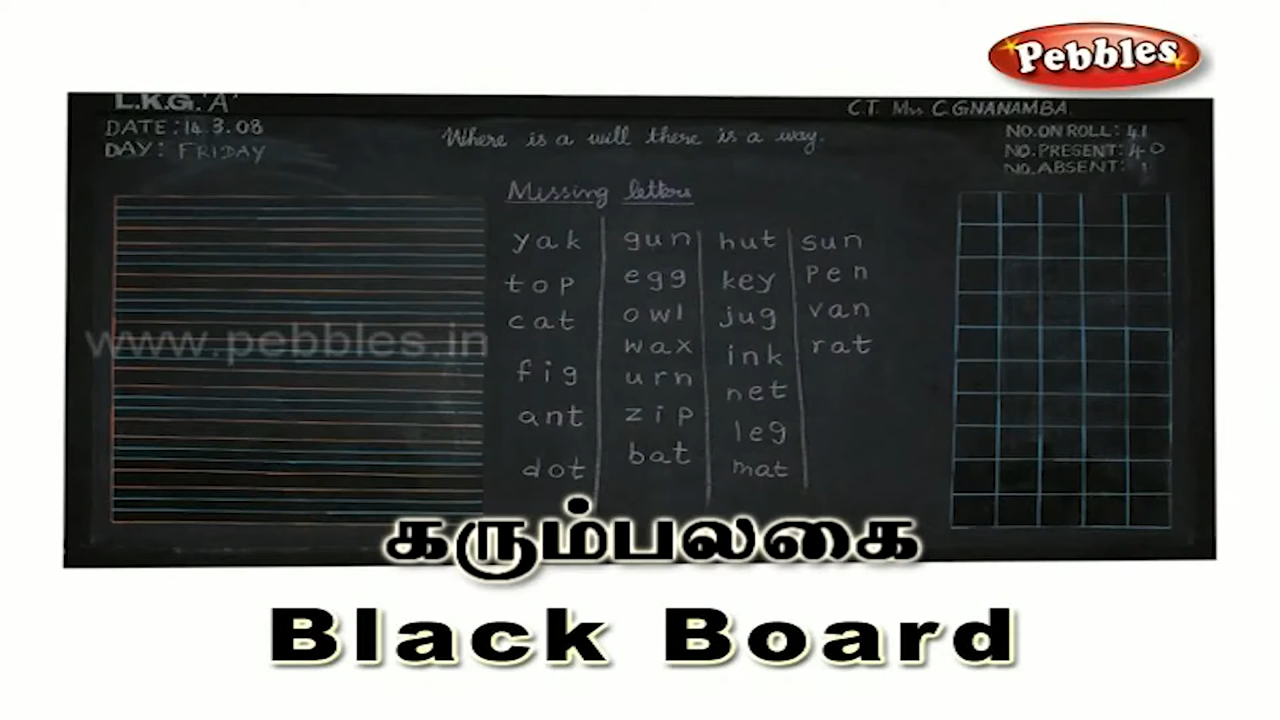 Pebbles
L.K.G. 'A'
C.T. Mrs C.GNANAMBA
DATE: 14.3.08
DAY: FRIDAY
Where is a will there is a way.
NO.ON ROLL: 41
NO.PRESENT: 40
NO.ABSENT: 1
Missing letters
yak gun hut sun
top egg key pen
cat owl jug van
wax ink rat
fig urn net
ant zip leg
dot bat mat
www.pebbles.in
கரும்பலகை
Black Board